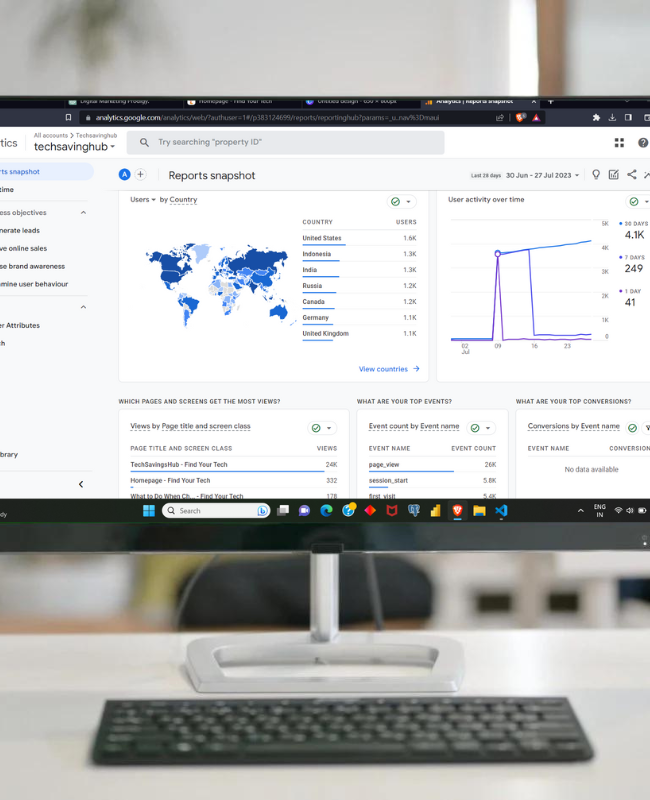 Digital Marketing Prodigy.
Homepage - Find Your Tech
Untitled design - 650 × 800px
Analytics | Reports snapshot
analytics.google.com/analytics/web/?authuser=1#/p383124699/reports/reportinghub?params=_u..nav%3Dmaui
tics
All accounts > Techsavinghub
techsavinghub
Try searching "property ID"
rts snapshot
time
ess objectives
nerate leads
ve online sales
se brand awareness
mine user behaviour
er Attributes
ch
brary
A
Reports snapshot
Last 28 days 30 Jun - 27 Jul 2023
Users by Country
COUNTRY USERS
United States 1.6K
Indonesia 1.3K
India 1.3K
Russia 1.2K
Canada 1.2K
Germany 1.1K
United Kingdom 1.1K
View countries
User activity over time
5K
4K
3K
2K
1K
0
02 Jul
09
16
23
30 DAYS
4.1K
7 DAYS
249
1 DAY
41
WHICH PAGES AND SCREENS GET THE MOST VIEWS?
Views by Page title and screen class
PAGE TITLE AND SCREEN CLASS VIEWS
TechSavingsHub - Find Your Tech 24K
Homepage - Find Your Tech 332
What to Do When Ch... - Find Your Tech 178
WHAT ARE YOUR TOP EVENTS?
Event count by Event name
EVENT NAME EVENT COUNT
page_view 26K
session_start 5.8K
first_visit 5.4K
WHAT ARE YOUR TOP CONVERSIONS?
Conversions by Event name
EVENT NAME CONVERSION
No data available
dy
Search
ENG
IN